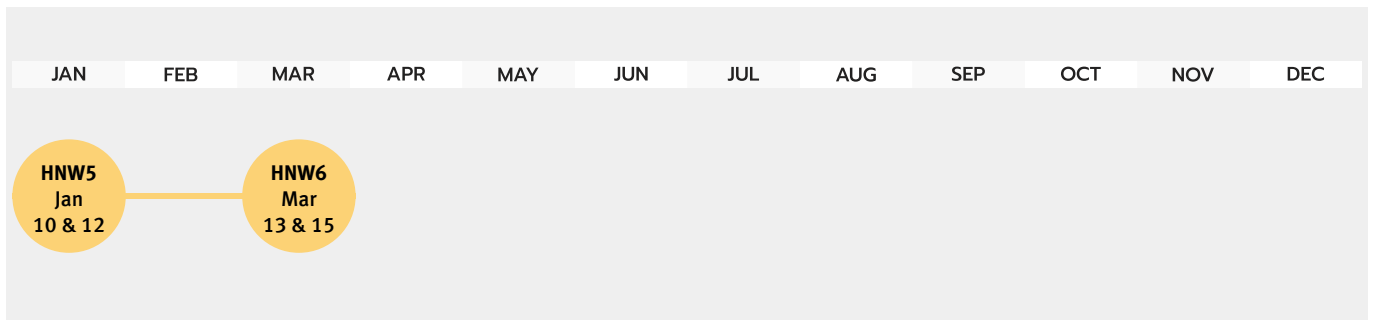 JAN FEB MAR APR MAY JUN JUL AUG SEP OCT NOV DEC
HNW5
Jan
10 & 12
HNW6
Mar
13 & 15